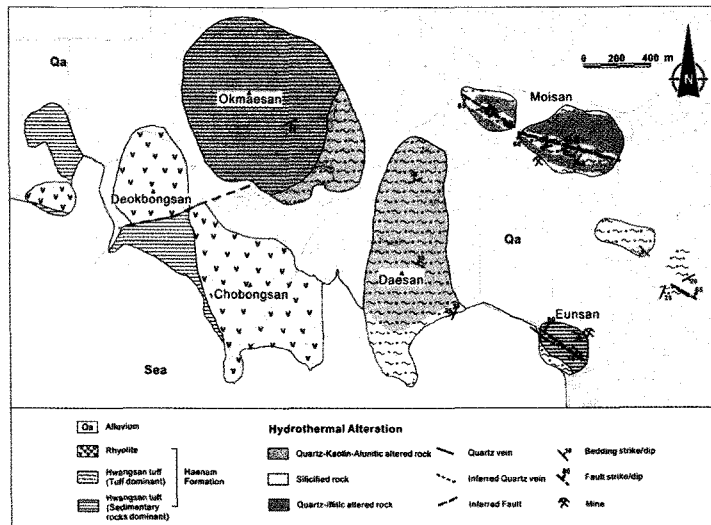 Qa
Okmaesan
0 200 400 m
N
Moisan
Deokbongsan
Chobongsan
Daesan
Qa
Eunsan
Sea
Qa Alluvium
Rhyolite
Hwangsan tuff
(Tuff dominant)
Hwangsan tuff
(Sedimentary
rocks dominant)
Haenam
Formation
Hydrothermal Alteration
Quartz-Kaolin-Alunitic altered rock
Silicified rock
Quartz-illitic altered rock
Quartz vein
Inferred Quartz vein
Inferred Fault
Bedding strike/dip
Fault strike/dip
Mine